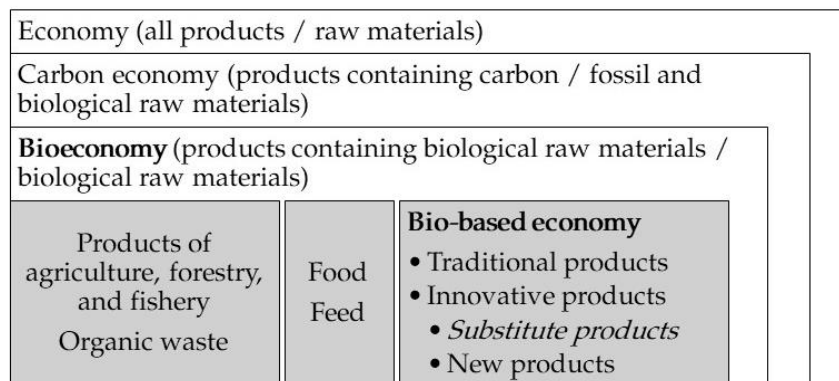 Economy (all products / raw materials)
Carbon economy (products containing carbon / fossil and
biological raw materials)
Bioeconomy (products containing biological raw materials /
biological raw materials)
Products of
agriculture, forestry,
and fishery
Organic waste
Food
Feed
Bio-based economy
• Traditional products
• Innovative products
• Substitute products
• New products